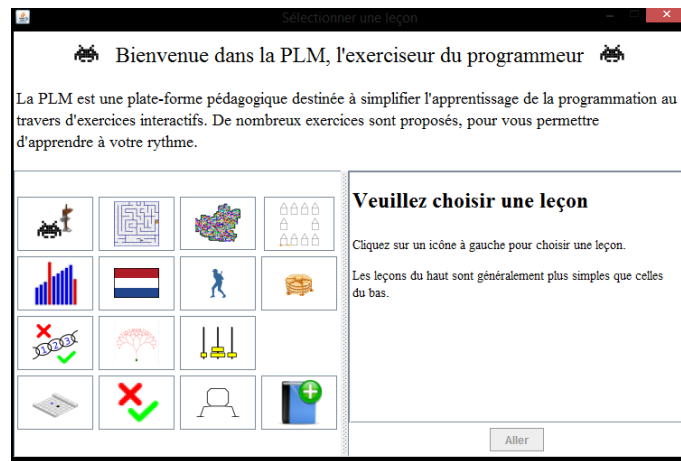 Sélectionner une leçon
Bienvenue dans la PLM, l'exerciseur du programmeur
La PLM est une plate-forme pédagogique destinée à simplifier l'apprentissage de la programmation au
travers d'exercices interactifs. De nombreux exercices sont proposés, pour vous permettre
d'apprendre à votre rythme.
Veuillez choisir une leçon
Cliquez sur un icône à gauche pour choisir une leçon.
Les leçons du haut sont généralement plus simples que celles
du bas.
1 2 3
Aller